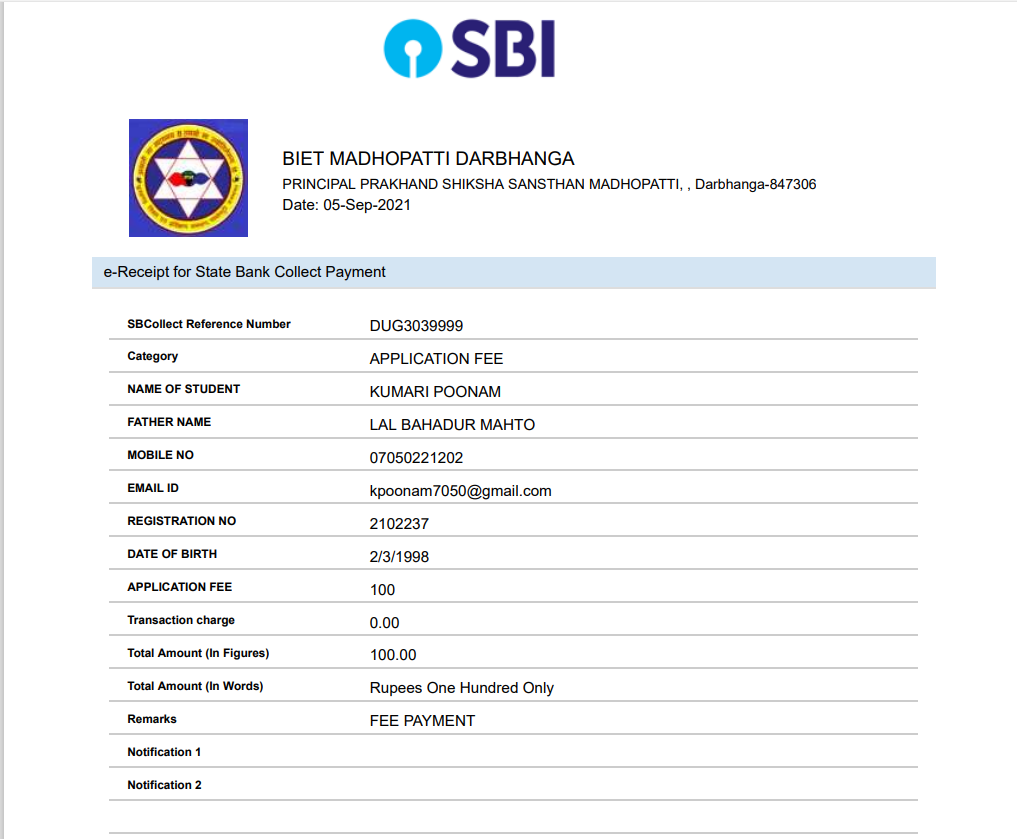 SBI
BIET MADHOPATTI DARBHANGA
PRINCIPAL PRAKHAND SHIKSHA SANSTHAN MADHOPATTI, , Darbhanga-847306
Date: 05-Sep-2021
e-Receipt for State Bank Collect Payment
SBCollect Reference Number DUG3039999
Category APPLICATION FEE
NAME OF STUDENT KUMARI POONAM
FATHER NAME LAL BAHADUR MAHTO
MOBILE NO 07050221202
EMAIL ID kpoonam7050@gmail.com
REGISTRATION NO 2102237
DATE OF BIRTH 2/3/1998
APPLICATION FEE 100
Transaction charge 0.00
Total Amount (In Figures) 100.00
Total Amount (In Words) Rupees One Hundred Only
Remarks FEE PAYMENT
Notification 1
Notification 2